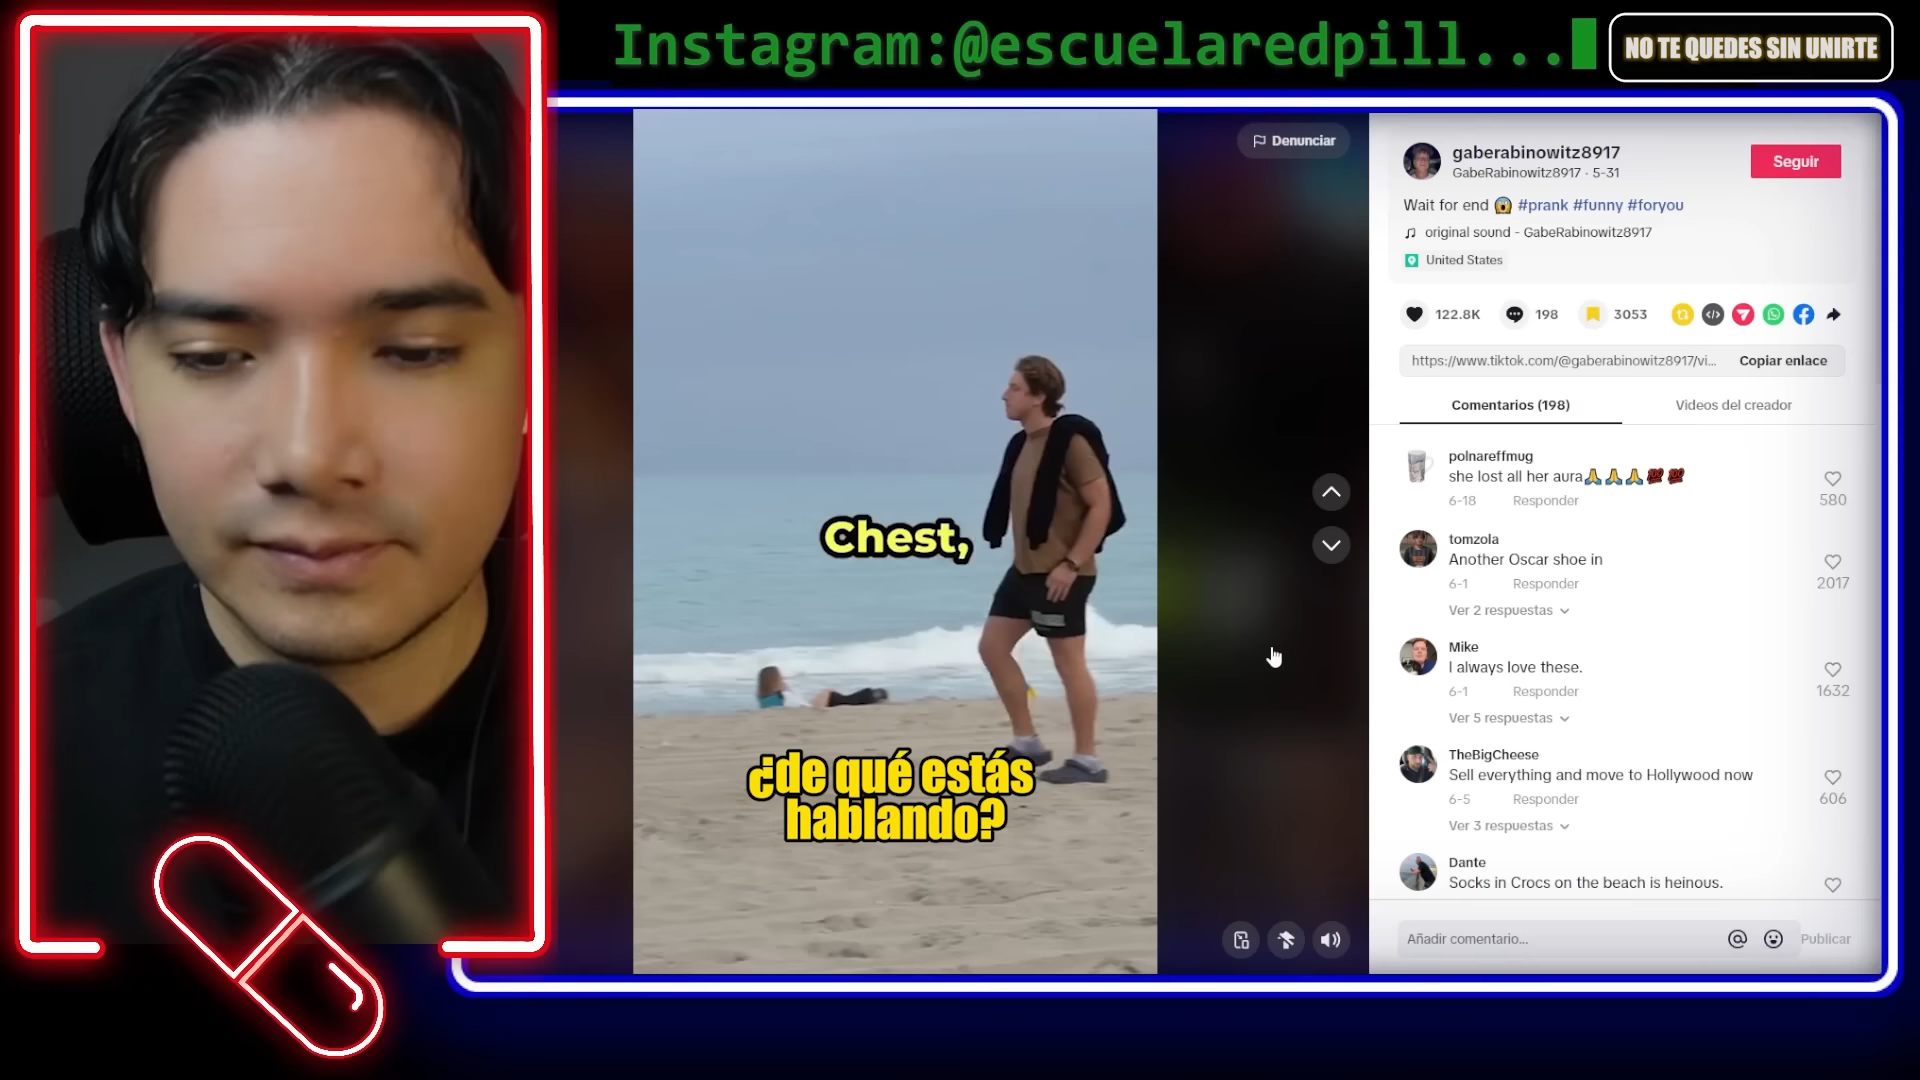 Instagram:@escuelaredpill...
NO TE QUEDES SIN UNIRTE
Denunciar
Chest,
¿de qué estás
hablando?
gaberabinowitz8917
GabeRabinowitz8917 · 5-31
Seguir
Wait for end 😱 #prank #funny #foryou
original sound - GabeRabinowitz8917
United States
122.8K
198
3053
https://www.tiktok.com/@gaberabinowitz8917/vi...
Copiar enlace
Comentarios (198)
Videos del creador
polnareffmug
she lost all her aura🙏🙏🙏💯💯
6-18 Responder
580
tomzola
Another Oscar shoe in
6-1 Responder
2017
Ver 2 respuestas
Mike
I always love these.
6-1 Responder
1632
Ver 5 respuestas
TheBigCheese
Sell everything and move to Hollywood now
6-5 Responder
606
Ver 3 respuestas
Dante
Socks in Crocs on the beach is heinous.
Añadir comentario...
Publicar